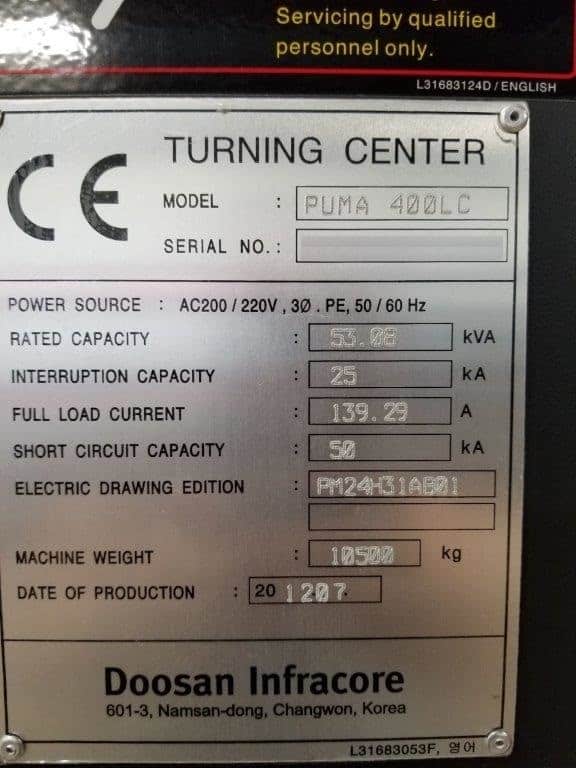 Servicing by qualified
personnel only.
L31683124D / ENGLISH
CE TURNING CENTER
MODEL : PUMA 400LC
SERIAL NO. :
POWER SOURCE : AC200 / 220V , 3Ø . PE, 50 / 60 Hz
RATED CAPACITY : 53.08 kVA
INTERRUPTION CAPACITY : 25 kA
FULL LOAD CURRENT : 139.29 A
SHORT CIRCUIT CAPACITY : 50 kA
ELECTRIC DRAWING EDITION : PM24H31AB01
MACHINE WEIGHT : 10500 kg
DATE OF PRODUCTION : 20 1207.
Doosan Infracore
601-3, Namsan-dong, Changwon, Korea
L31683053F, 영어